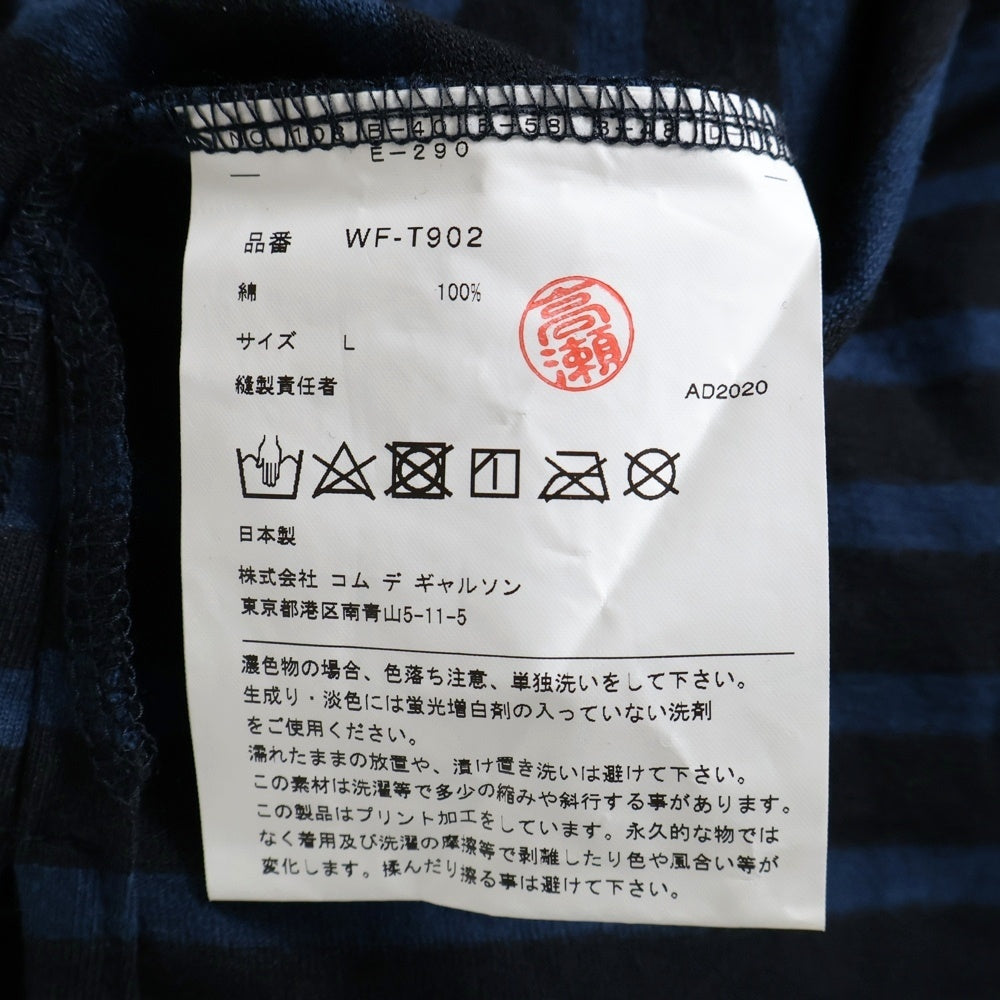 NO 108 B-40 B-58
E-290
品番 WF-T902
綿 100%
サイズ L
高瀬
縫製責任者
AD2020
日本製
株式会社 コム デ ギャルソン
東京都港区南青山5-11-5
濃色物の場合、色落ち注意、単独洗いをして下さい。
生成り・淡色には蛍光増白剤の入っていない洗剤
をご使用ください。
濡れたままの放置や、漬け置き洗いは避けて下さい。
この素材は洗濯等で多少の縮みや斜行する事があります。
この製品はプリント加工をしています。永久的な物では
なく着用及び洗濯の摩擦等で剥離したり色や風合い等が
変化します。揉んだり擦る事は避けて下さい。